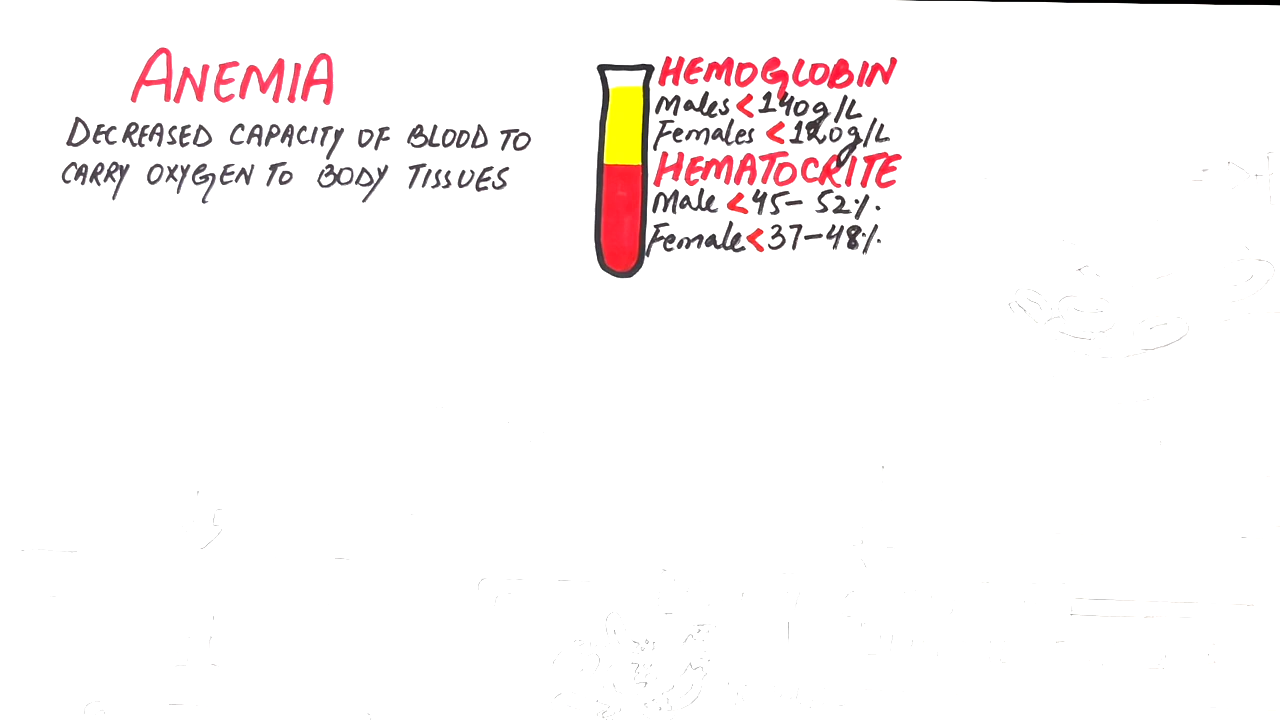 ANEMIA
DECREASED CAPACITY OF BLOOD TO
CARRY OXYGEN TO BODY TISSUES
HEMOGLOBIN
Males < 140g/L
Females < 120g/L
HEMATOCRITE
Male < 45-52%
Female < 37-48%